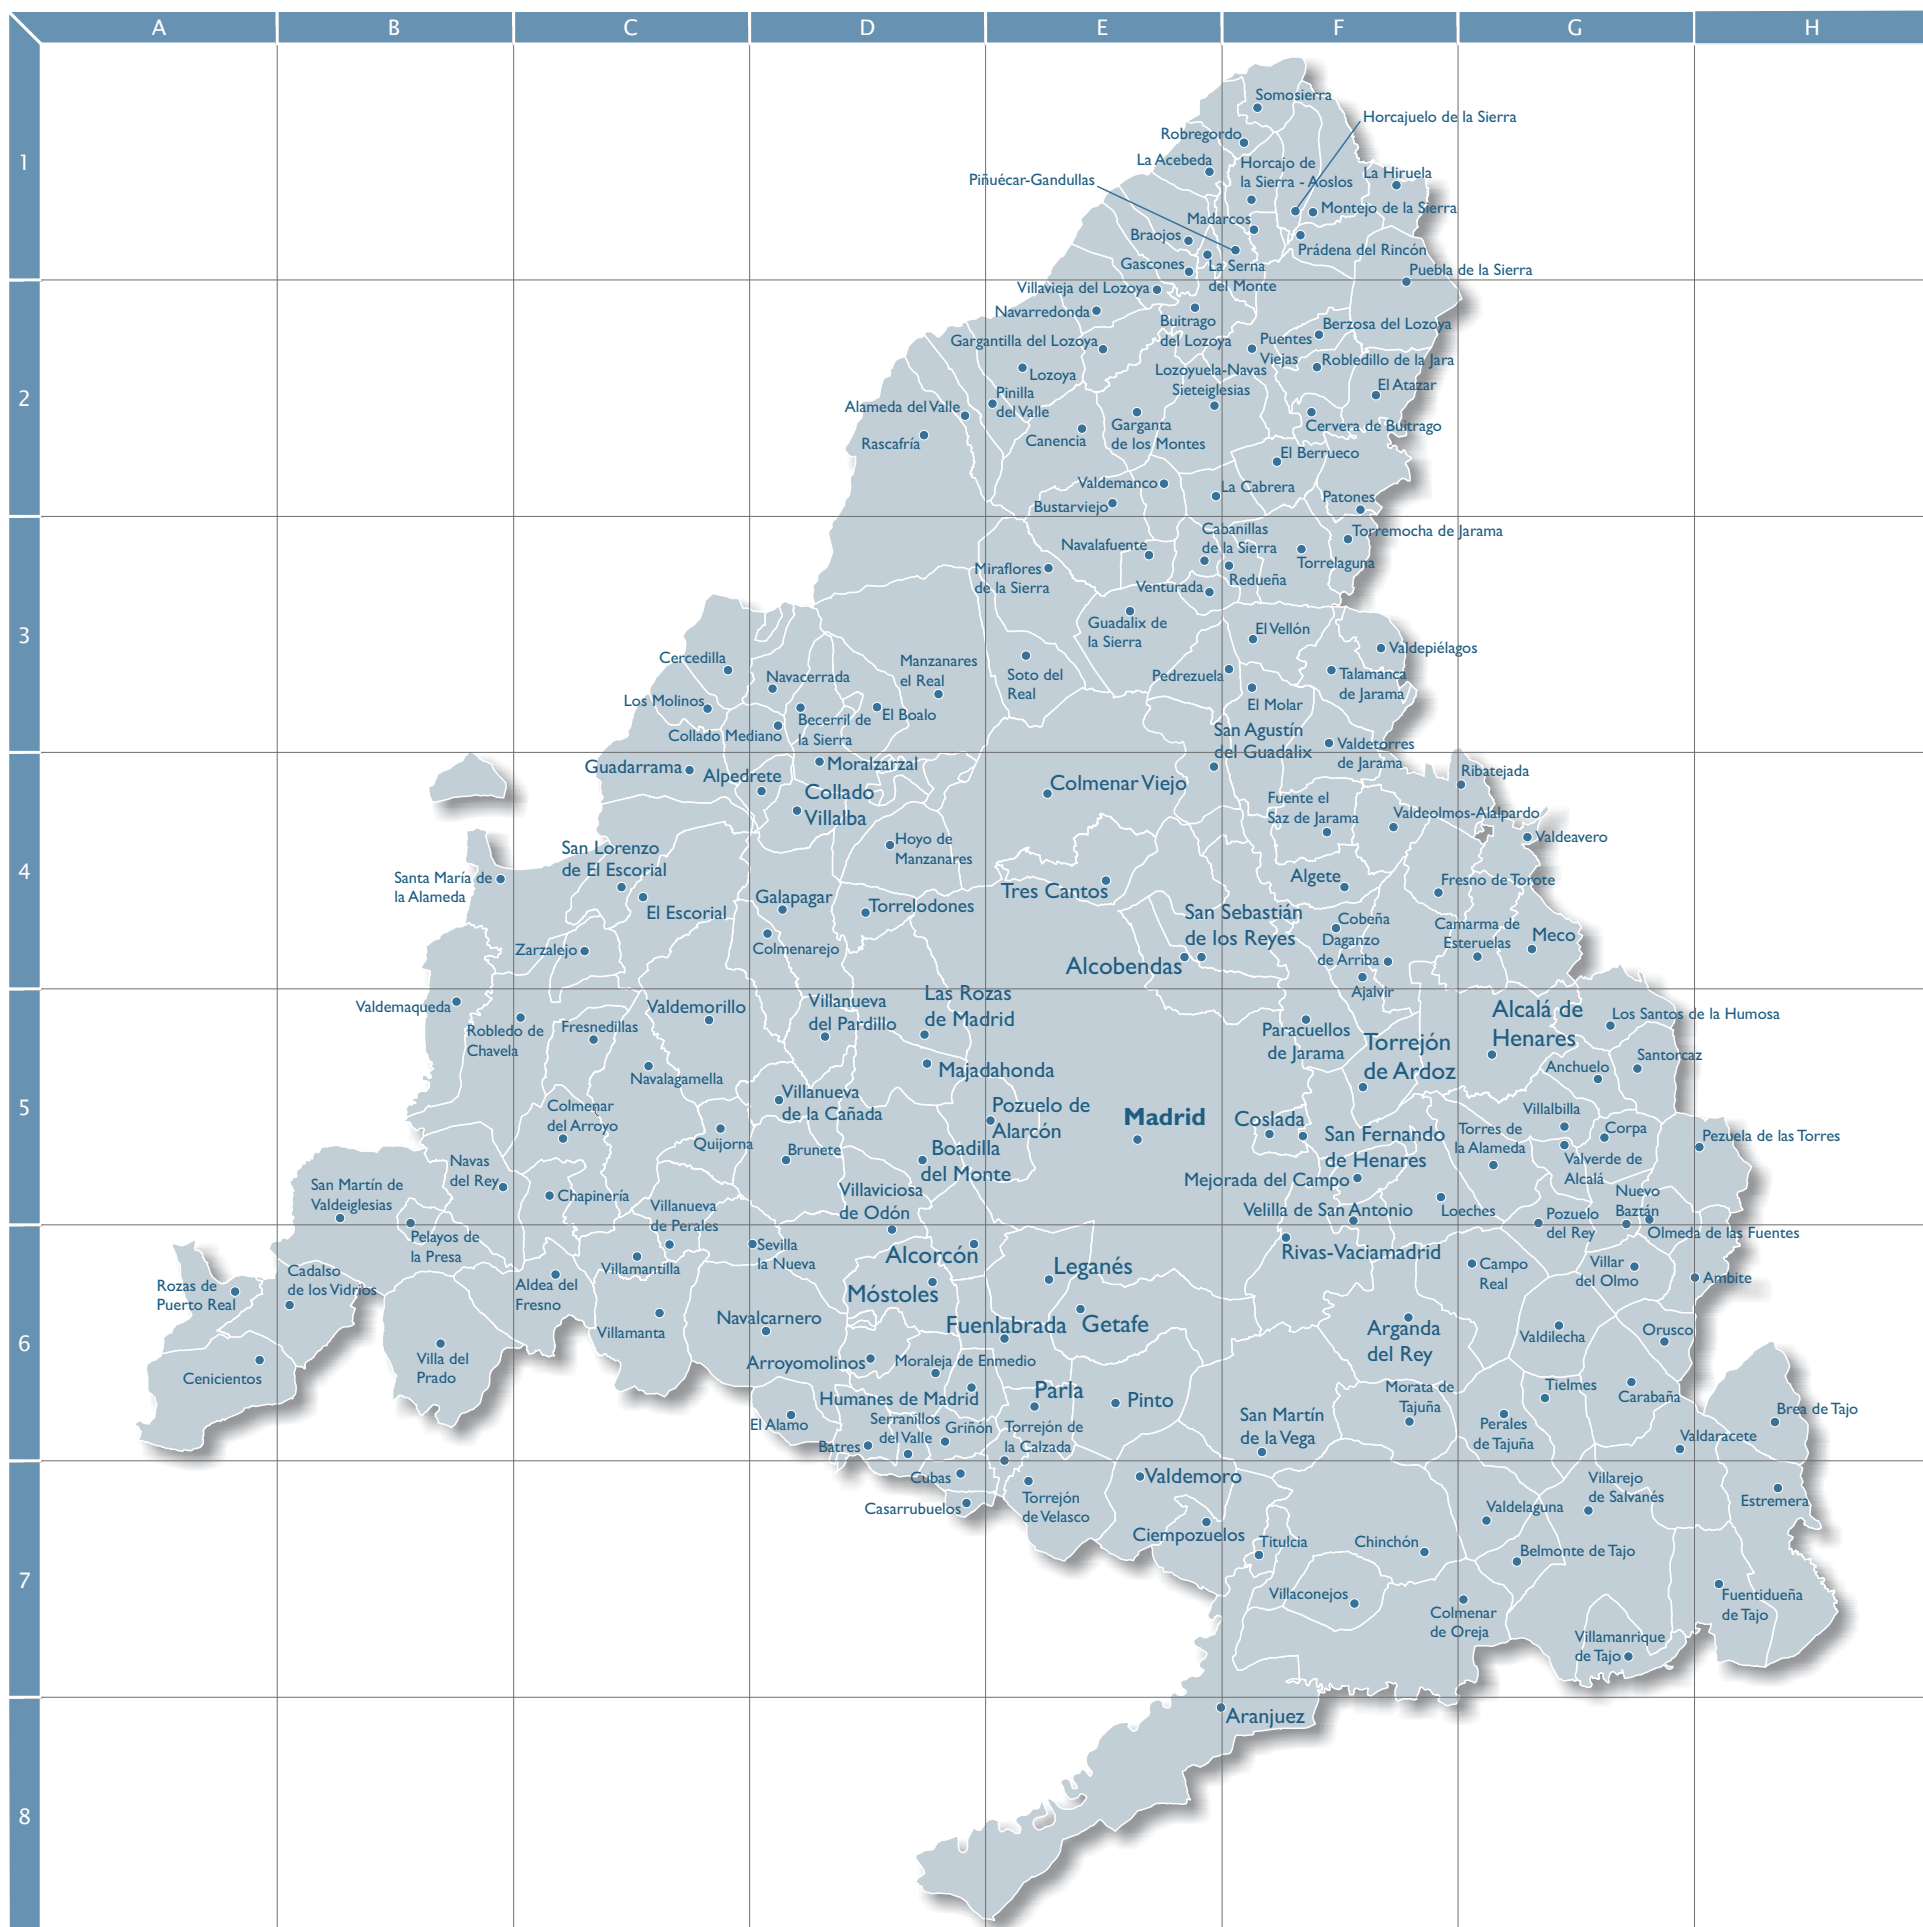 A B C D E F G H
1
Somosierra
Horcajuelo de la Sierra
Robregordo
La Acebeda
Horcajo de
la Sierra - Aoslos
La Hiruela
Piñuécar-Gandullas
Montejo de la Sierra
Madarcos
Braojos
Prádena del Rincón
Gascones
La Serna
del Monte
Puebla de la Sierra
2
Villavieja del Lozoya
Navarredonda
Buitrago
del Lozoya
Berzosa del Lozoya
Gargantilla del Lozoya
Puentes
Viejas
Robledillo de la Jara
Lozoya
Lozoyuela-Navas
Sieteiglesias
El Atazar
Pinilla
del Valle
Alameda del Valle
Rascafría
Canencia
Garganta
de los Montes
Cervera de Buitrago
El Berrueco
Valdemanco
La Cabrera
Bustarviejo
Patones
3
Cabanillas
de la Sierra
Torremocha de Jarama
Navalafuente
Torrelaguna
Miraflores
de la Sierra
Redueña
Venturada
Guadalix de
la Sierra
El Vellón
Valdepiélagos
Cercedilla
Navacerrada
Manzanares
el Real
Soto del
Real
Pedrezuela
Talamanca
de Jarama
Los Molinos
El Molar
Collado Mediano
Becerril de
la Sierra
El Boalo
San Agustín
del Guadalix
Valdetorres
de Jarama
4
Guadarrama
Alpedrete
Moralzarzal
Colmenar Viejo
Ribatejada
Collado
Villalba
Fuente el
Saz de Jarama
Valdeolmos-Alalpardo
Valdeavero
San Lorenzo
de El Escorial
Hoyo de
Manzanares
Santa María de
la Alameda
Tres Cantos
Algete
Fresno de Torote
El Escorial
Galapagar
Torrelodones
San Sebastián
de los Reyes
Cobeña
Camarma de
Esteruelas
Meco
Zarzalejo
Colmenarejo
Daganzo
de Arriba
Alcobendas
Ajalvir
5
Valdemaqueda
Valdemorillo
Villanueva
del Pardillo
Las Rozas
de Madrid
Alcalá de
Henares
Los Santos de la Humosa
Robledo de
Chavela
Fresnedillas
Paracuellos
de Jarama
Torrejón
de Ardoz
Santorcaz
Anchuelo
Navalagamella
Majadahonda
Villanueva
de la Cañada
Pozuelo de
Alarcón
Madrid
Coslada
Villalbilla
Colmenar
del Arroyo
Corpa
Quijorna
Brunete
Boadilla
del Monte
San Fernando
de Henares
Torres de
la Alameda
Pezuela de las Torres
Valverde de
Alcalá
Navas
del Rey
Mejorada del Campo
San Martín de
Valdeiglesias
Chapinería
Villaviciosa
de Odón
Nuevo
Baztán
Villanueva
de Perales
Velilla de San Antonio
Loeches
Pozuelo
del Rey
6
Pelayos de
la Presa
Olmeda de las Fuentes
Sevilla
la Nueva
Alcorcón
Rivas-Vaciamadrid
Cadalso
de los Vidrios
Villamantilla
Leganés
Campo
Real
Villar
del Olmo
Ambite
Rozas de
Puerto Real
Aldea del
Fresno
Móstoles
Navalcarnero
Fuenlabrada
Getafe
Arganda
del Rey
Valdilecha
Orusco
Villamanta
Cenicientos
Villa del
Prado
Arroyomolinos
Moraleja de Enmedio
Parla
Pinto
Humanes de Madrid
Morata de
Tajuña
Tielmes
Carabaña
El Alamo
Serranillos
del Valle
Griñón
Torrejón de
la Calzada
San Martín
de la Vega
Perales
de Tajuña
Brea de Tajo
Batres
Valdaracete
7
Cubas
Valdemoro
Villarejo
de Salvanés
Casarrubuelos
Torrejón
de Velasco
Valdelaguna
Estremera
Ciempozuelos
Titulcia
Chinchón
Belmonte de Tajo
Villaconejos
Colmenar
de Oreja
Fuentidueña
de Tajo
Villamanrique
de Tajo
8
Aranjuez